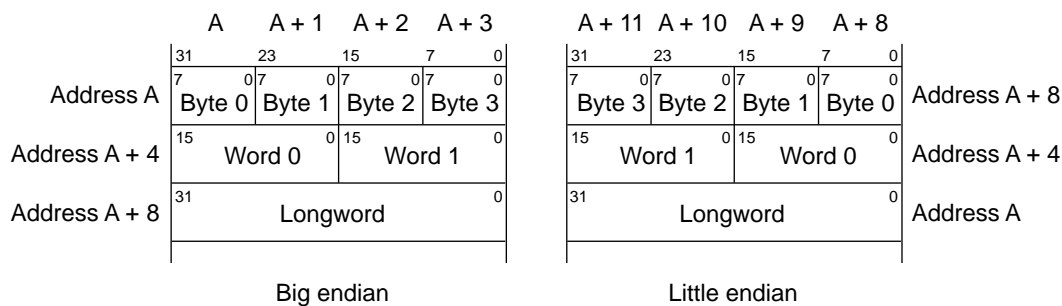 A A + 1 A + 2 A + 3 A + 11 A + 10 A + 9 A + 8
31 23 15 7 0 31 23 15 7 0
7 0 7 0 7 0 7 0 7 0 7 0 7 0 7 0
Address A Byte 0 Byte 1 Byte 2 Byte 3 Byte 3 Byte 2 Byte 1 Byte 0 Address A + 8
15 0 15 0 15 0 15 0
Address A + 4 Word 0 Word 1 Word 1 Word 0 Address A + 4
31 0 31 0
Address A + 8 Longword Longword Address A
Big endian Little endian